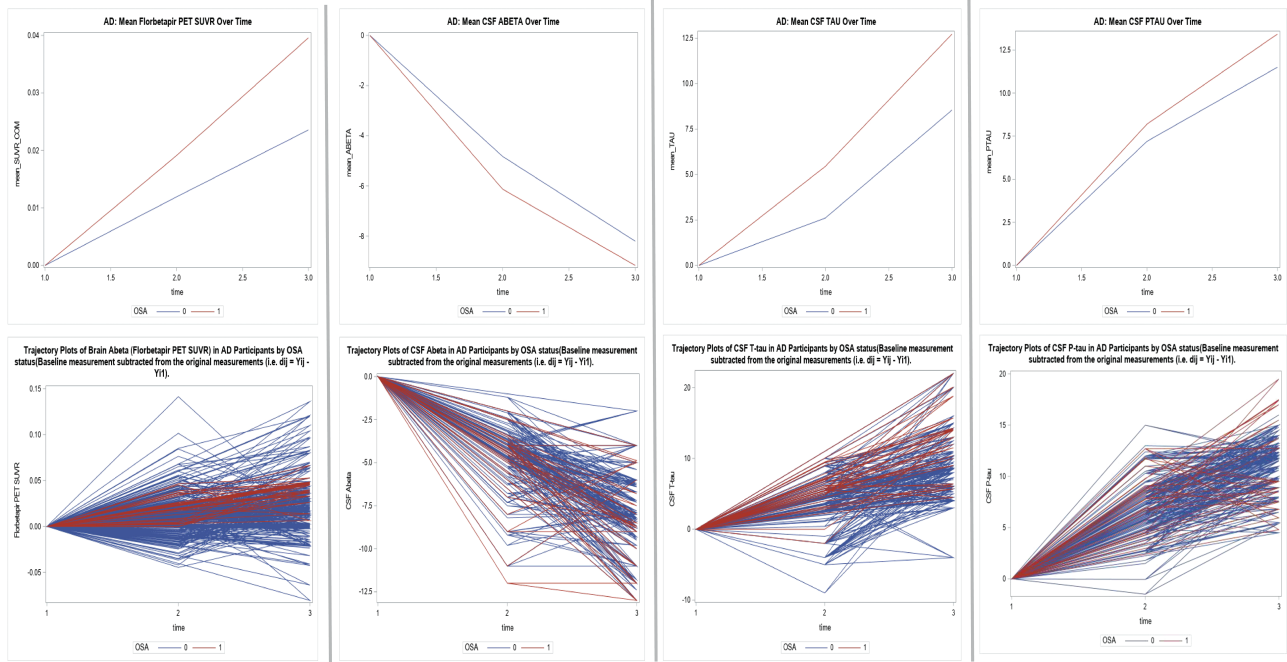 AD: Mean Florbetapir PET SUVR Over Time
0.04
0.03
0.02
0.01
0.00
mean_SUVR_COM
1.0 1.5 2.0 2.5 3.0
time
OSA 0 1
AD: Mean CSF ABETA Over Time
0
-2
-4
-6
-8
mean_ABETA
1.0 1.5 2.0 2.5 3.0
time
OSA 0 1
AD: Mean CSF TAU Over Time
12.5
10.0
7.5
5.0
2.5
0.0
mean_TAU
1.0 1.5 2.0 2.5 3.0
time
OSA 0 1
AD: Mean CSF PTAU Over Time
12.5
10.0
7.5
5.0
2.5
0.0
mean_PTAU
1.0 1.5 2.0 2.5 3.0
time
OSA 0 1
Trajectory Plots of Brain Abeta (Florbetapir PET SUVR) in AD Participants by OSA
status(Baseline measurement subtracted from the original measurements (i.e. dij = Yij -
Yi1).
0.15
0.10
0.05
0.00
-0.05
Florbetapir PET SUVR
1 2 3
time
OSA 0 1
Trajectory Plots of CSF Abeta in AD Participants by OSA status(Baseline measurement
subtracted from the original measurements (i.e. dij = Yij - Yi1).
0.0
-2.5
-5.0
-7.5
-10.0
-12.5
CSF Abeta
1 2 3
time
OSA 0 1
Trajectory Plots of CSF T-tau in AD Participants by OSA status(Baseline measurement
subtracted from the original measurements (i.e. dij = Yij - Yi1).
20
10
0
-10
CSF T-tau
1 2 3
time
OSA 0 1
Trajectory Plots of CSF P-tau in AD Participants by OSA status(Baseline measurement
subtracted from the original measurements (i.e. dij = Yij - Yi1).
20
15
10
5
0
CSF P-tau
1 2 3
time
OSA 0 1